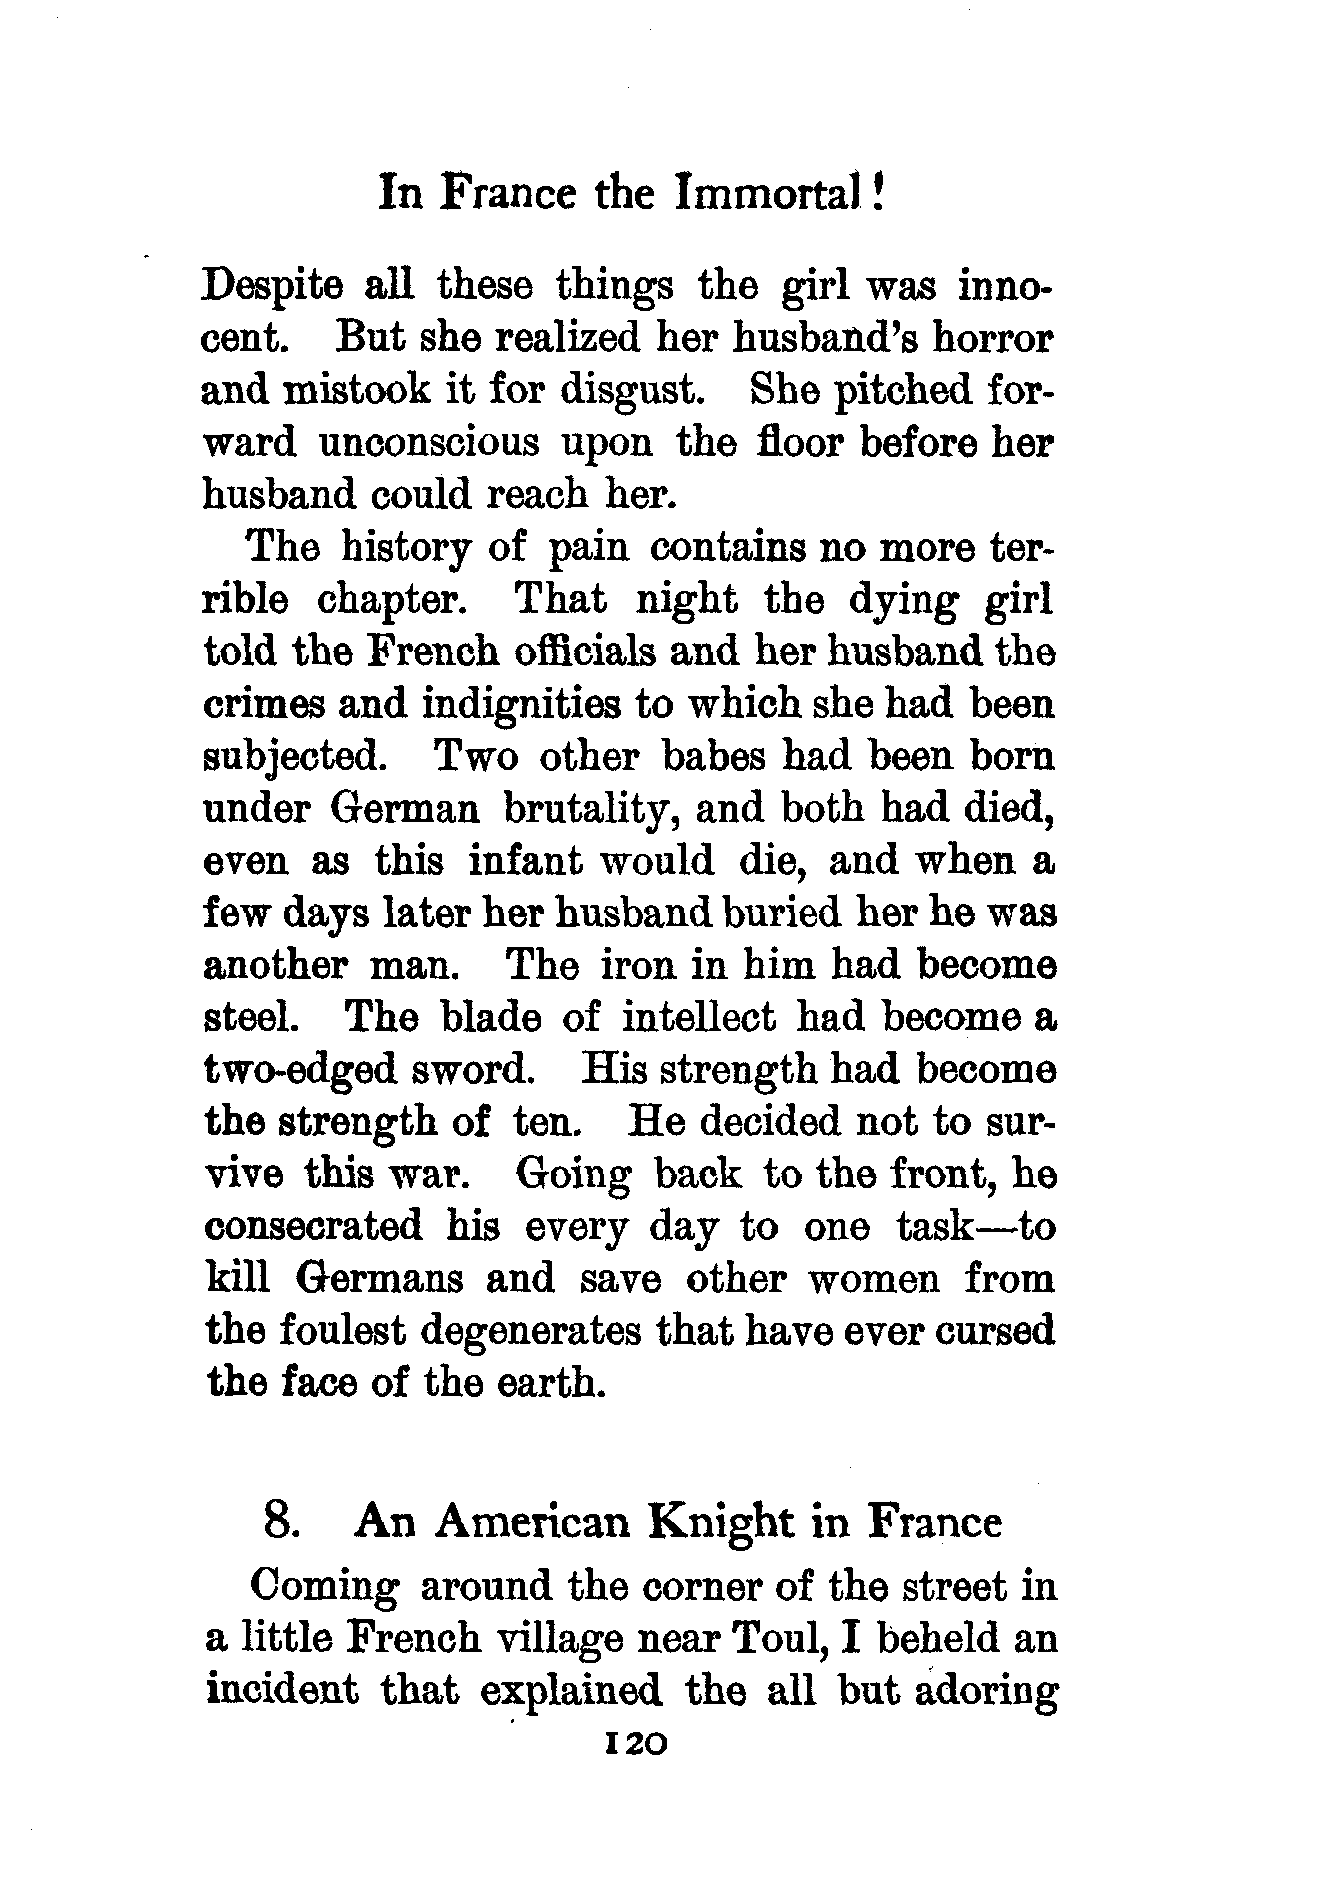 In France the Immortal!
Despite all these things the girl was inno-
cent. But she realized her husband's horror
and mistook it for disgust. She pitched for-
ward unconscious upon the floor before her
husband could reach her.
The history of pain contains no more ter-
rible chapter. That night the dying girl
told the French officials and her husband the
crimes and indignities to which she had been
subjected. Two other babes had been born
under German brutality, and both had died,
even as this infant would die, and when a
few days later her husband buried her he was
another man. The iron in him had become
steel. The blade of intellect had become a
two-edged sword. His strength had become
the strength of ten. He decided not to sur-
vive this war. Going back to the front, he
consecrated his every day to one task—to
kill Germans and save other women from
the foulest degenerates that have ever cursed
the face of the earth.
8. An American Knight in France
Coming around the corner of the street in
a little French village near Toul, I beheld an
incident that explained the all but adoring
120